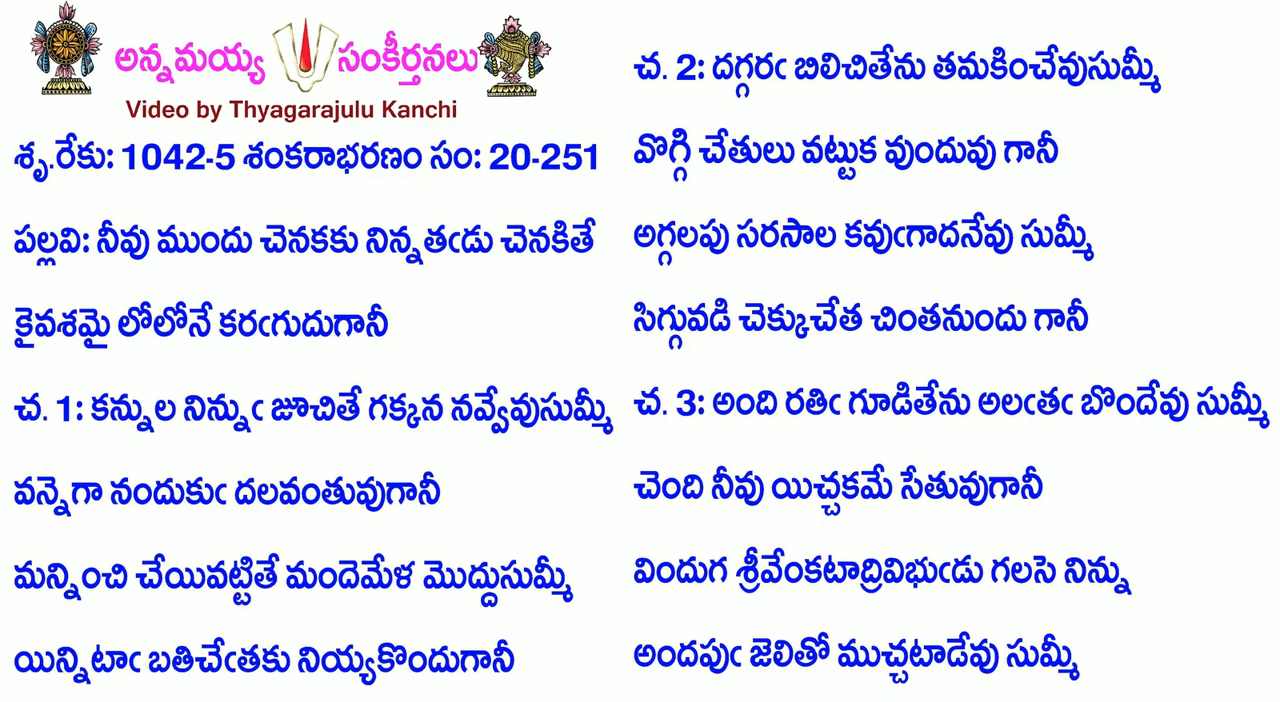 అన్నమయ్య సంకీర్తనలు
Video by Thyagarajulu Kanchi
శృ.రేకు: 1042-5 శంకరాభరణం సం: 20-251
పల్లవి: నీవు ముందు చెనకకు నిన్నతఁడు చెనకితే
కైవశమై లోలోనే కరఁగుదుగానీ
చ. 1: కన్నుల నిన్నుఁ జూచితే గక్కన నవ్వేవుసుమ్మీ
వన్నెగా నందుకుఁ దలవంతువుగానీ
మన్నించి చేయివట్టితే మందెమేళ మొద్దుసుమ్మీ
యిన్నిటాఁ బతిచేఁతకు నియ్యకొందుగానీ
చ. 2: దగ్గరఁ బిలిచితేను తమకించేవుసుమ్మీ
వొగ్గి చేతులు వట్టుక వుందువు గానీ
అగ్గలపు సరసాల కవుఁగాదనేవు సుమ్మీ
సిగ్గువడి చెక్కుచేత చింతనుందు గానీ
చ. 3: అంది రతిఁ గూడితేను అలఁతఁ బొందేవు సుమ్మీ
చెంది నీవు యిచ్చకమే సేతువుగానీ
విందుగ శ్రీవేంకటాద్రివిభుఁడు గలసె నిన్ను
అందపుఁ జెలితో ముచ్చటాడేవు సుమ్మీ